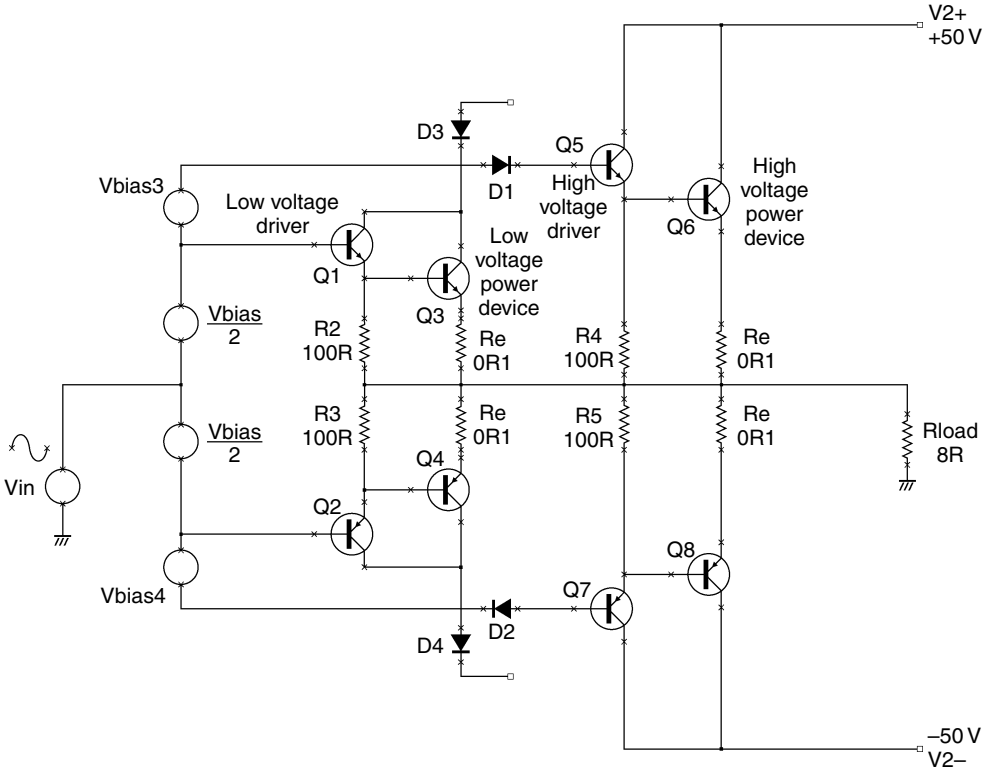 V2+
+50 V
D3
Q5
D1
High
voltage
driver
High
voltage
power
device
Q6
Vbias3
Low voltage
driver
Q1
Low
voltage
power
device
Q3
Vbias
2
R2
100R
Re
0R1
R4
100R
Re
0R1
R3
100R
Re
0R1
R5
100R
Re
0R1
Rload
8R
Vbias
2
Vin
Q4
Q2
Q8
Q7
Vbias4
D2
D4
–50 V
V2–